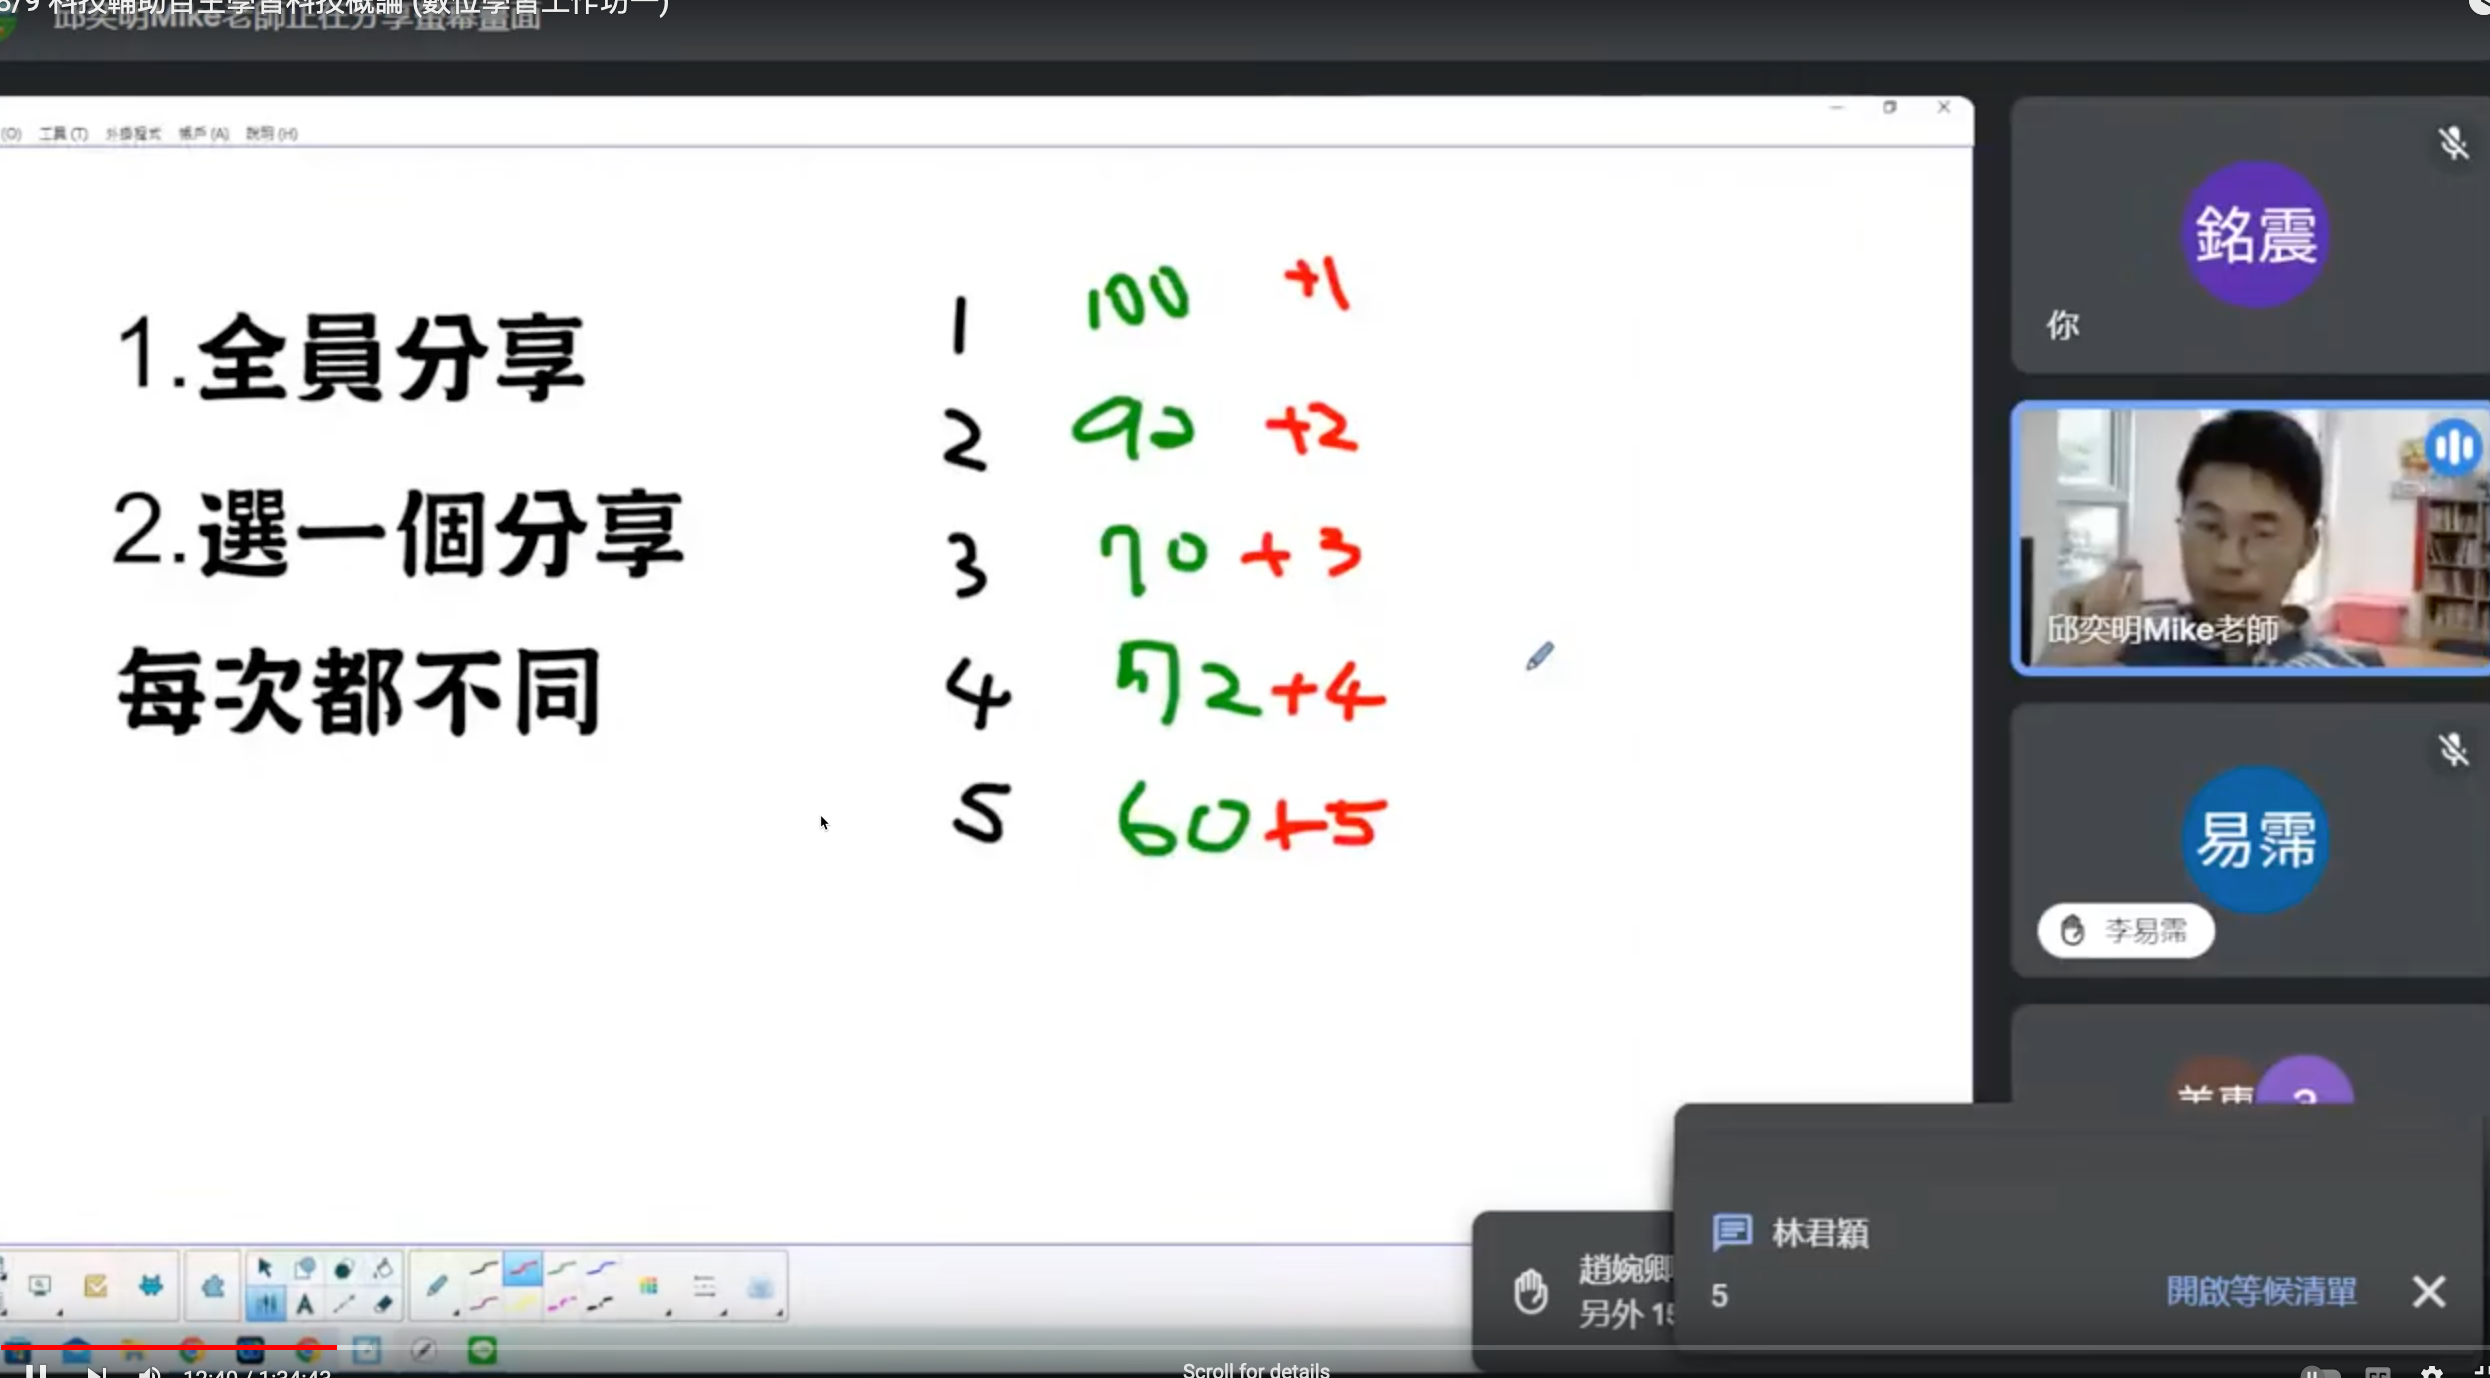 /9 科技輔助自主學習科技概論 (數位學習工作坊一)
邱奕明Mike老師正在分享螢幕畫面
(O) 工具(T) 外掛程式 帳戶(A) 說明(H)
1.全員分享
2.選一個分享
每次都不同
1 100 +1
2 92 +2
3 70 +3
4 72 +4
5 60 +5
銘震
你
邱奕明Mike老師
易霈
李易霈
3
趙婉卿
另外 15
林君穎
5
開啟等候清單
A
12:40 / 1:34:43
Scroll for details